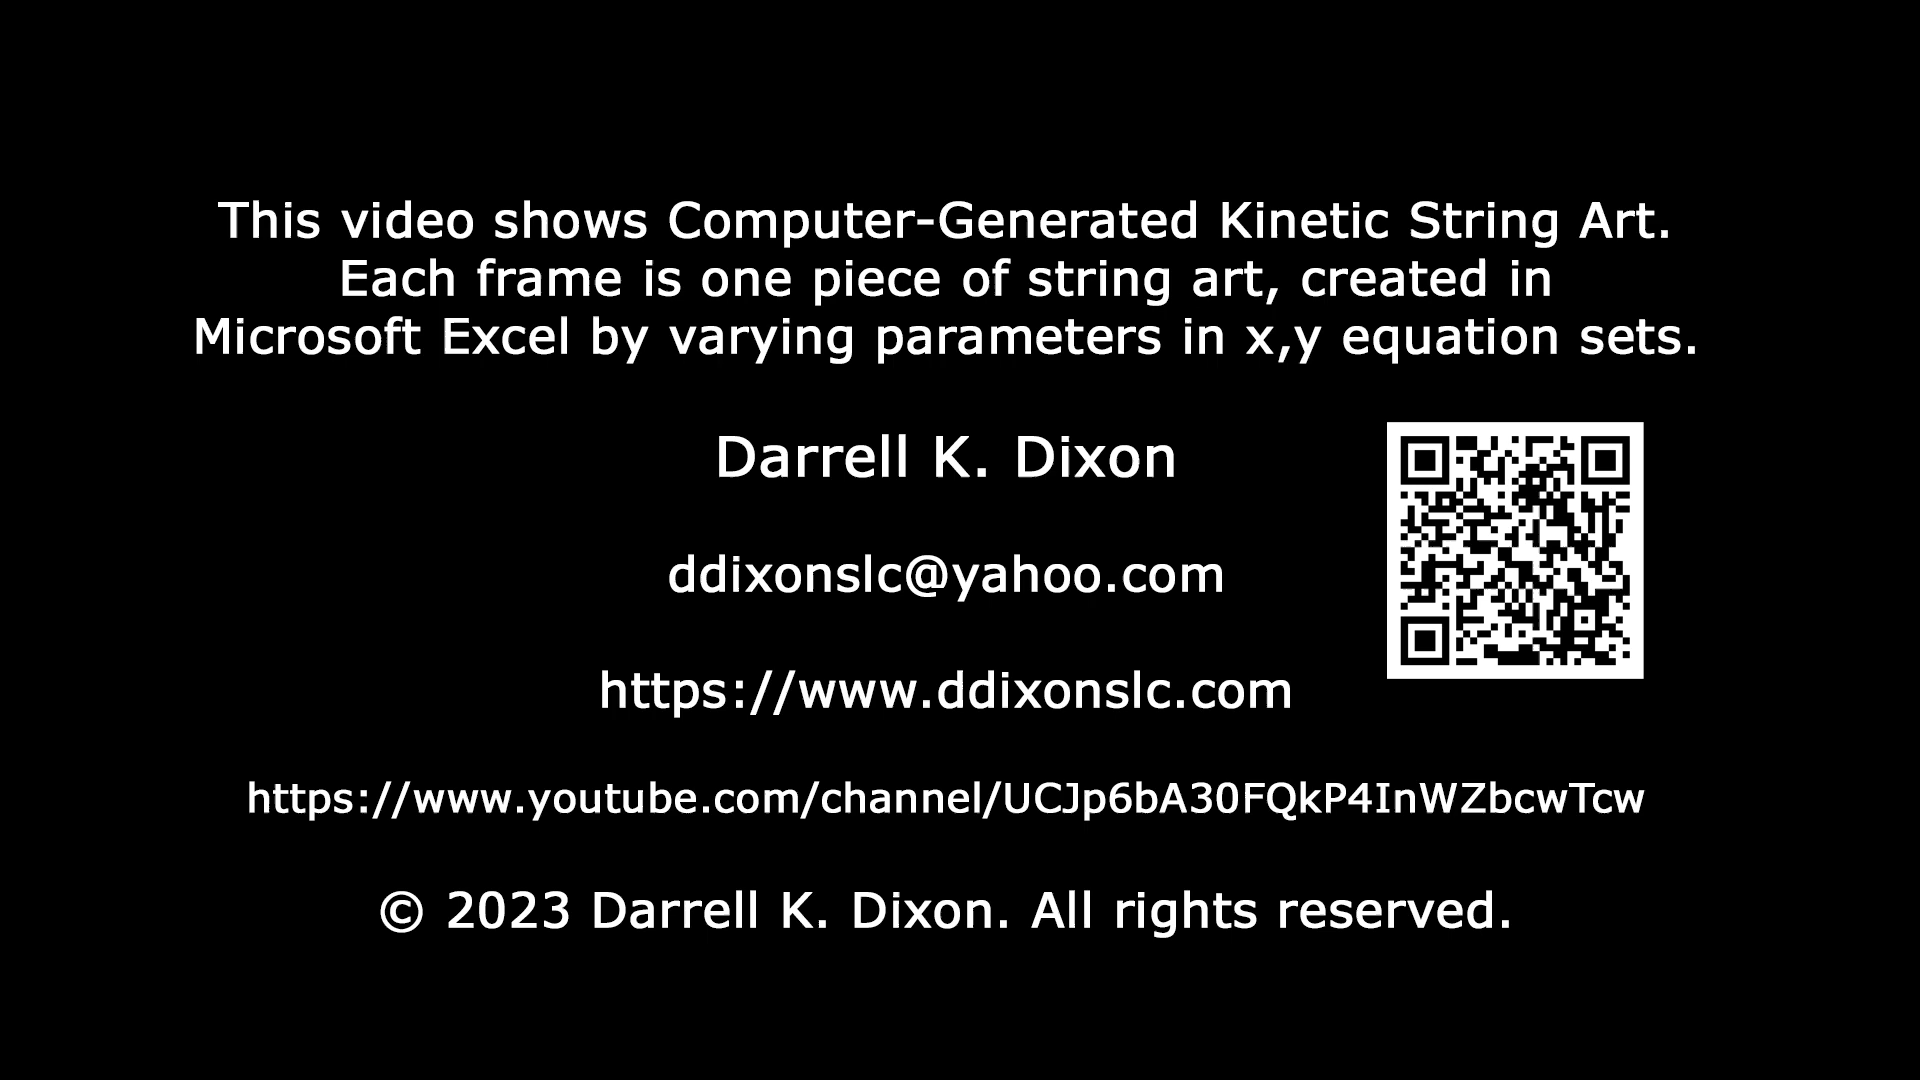 This video shows Computer-Generated Kinetic String Art.
Each frame is one piece of string art, created in
Microsoft Excel by varying parameters in x,y equation sets.
Darrell K. Dixon
ddixonslc@yahoo.com
https://www.ddixonslc.com
https://www.youtube.com/channel/UCJp6bA30FQkP4InWZbcwTcw
© 2023 Darrell K. Dixon. All rights reserved.